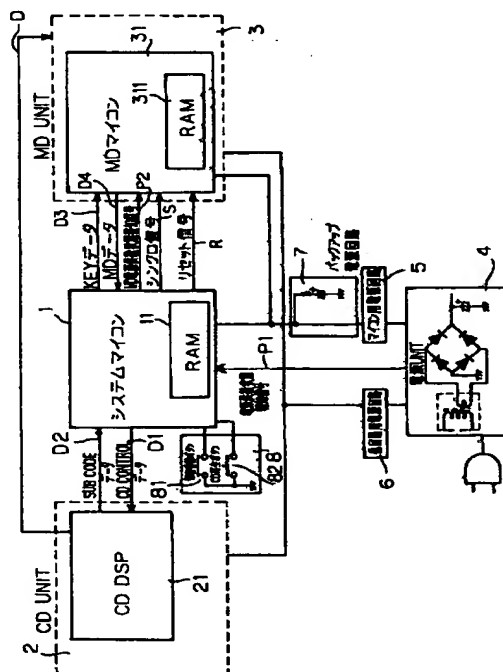 D
MD UNIT
3
31
MDマイコン
311
RAM
D3
D4
KEYデータ
MDデータ
P2
シンクロ信号
S
リセット信号
R
1
システムマイコン
11
RAM
D2
SUB CODE
データ
CD CONTROL
データ
D1
81
82
8
CD UNIT
2
CD DSP
21
7
バックアップ
電源回路
マイコン用電源回路
5
P1
6
電源UNIT
4